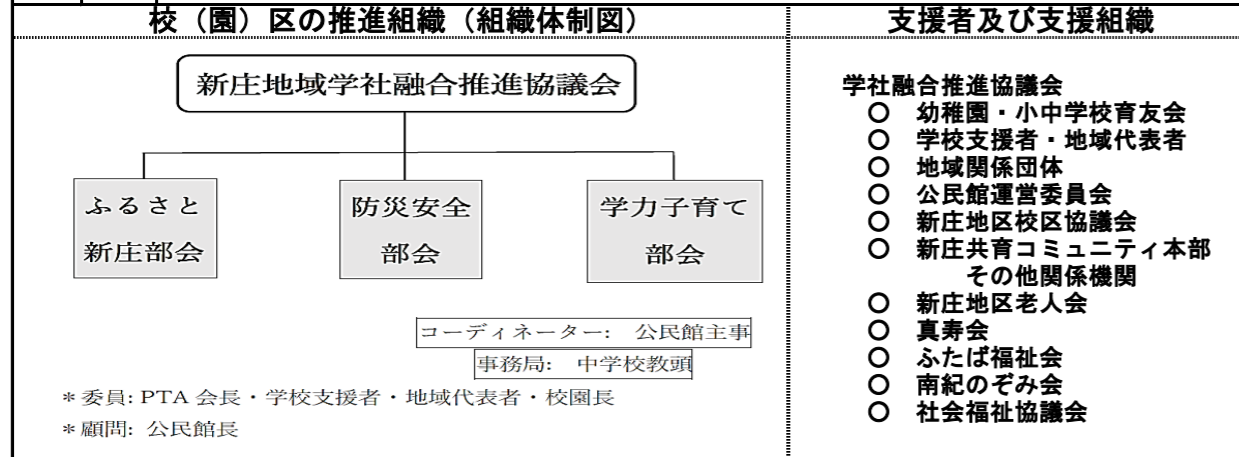 校（園）区の推進組織（組織体制図）
新庄地域学社融合推進協議会
ふるさと
新庄部会
防災安全
部会
学力子育て
部会
コーディネーター:　公民館主事
事務局:　中学校教頭
＊委員: PTA 会長・学校支援者・地域代表者・校園長
＊顧問: 公民館長
支援者及び支援組織
学社融合推進協議会
○　幼稚園・小中学校育友会
○　学校支援者・地域代表者
○　地域関係団体
○　公民館運営委員会
○　新庄地区校区協議会
○　新庄共育コミュニティ本部
その他関係機関
○　新庄地区老人会
○　真寿会
○　ふたば福祉会
○　南紀のぞみ会
○　社会福祉協議会